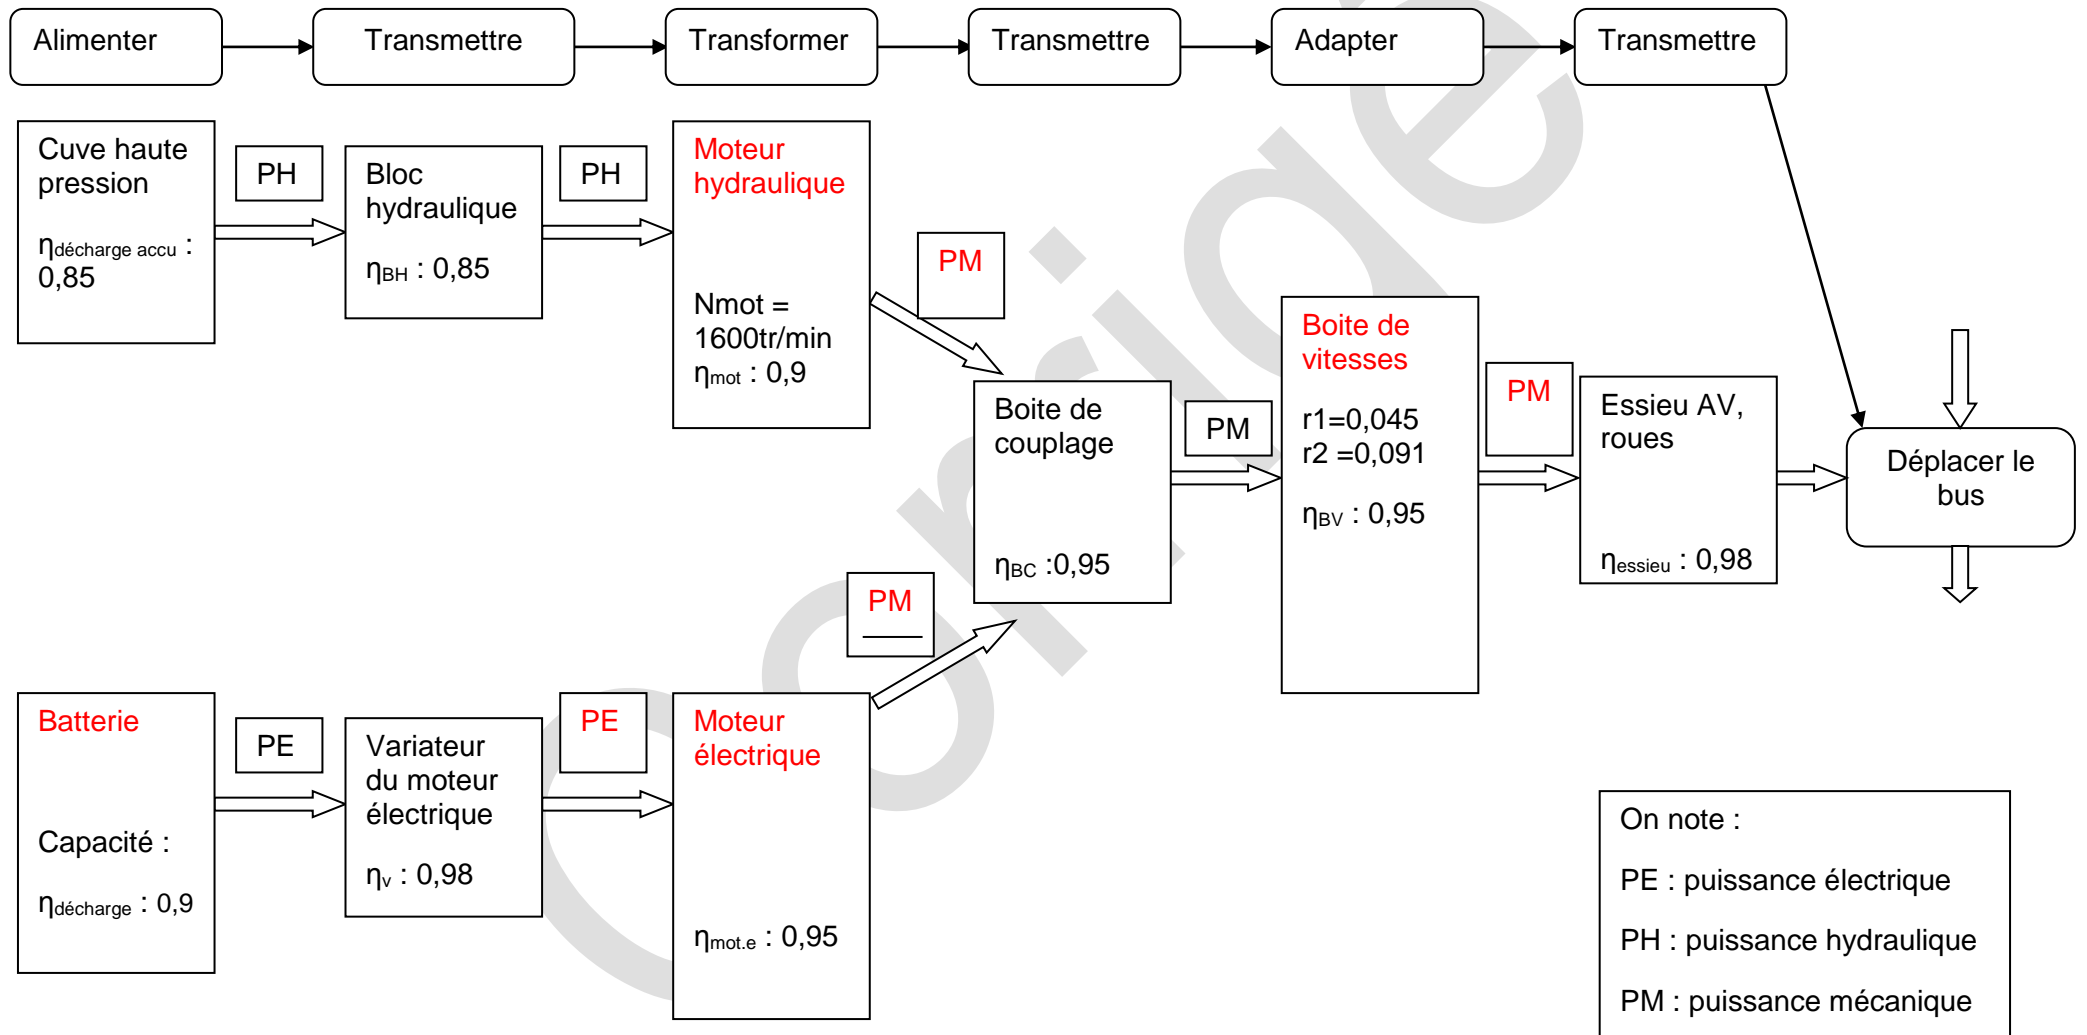 Alimenter
Transmettre
Transformer
Transmettre
Adapter
Transmettre
Cuve haute
pression
ηdécharge accu :
0,85
PH
Bloc
hydraulique
ηBH : 0,85
PH
Moteur
hydraulique
Nmot =
1600tr/min
ηmot : 0,9
PM
Boite de
couplage
ηBC :0,95
PM
Boite de
vitesses
r1=0,045
r2 =0,091
ηBV : 0,95
PM
Essieu AV,
roues
ηessieu : 0,98
Déplacer le
bus
Batterie
Capacité :
ηdécharge : 0,9
PE
Variateur
du moteur
électrique
ηv : 0,98
PE
Moteur
électrique
ηmot.e : 0,95
PM
On note :
PE : puissance électrique
PH : puissance hydraulique
PM : puissance mécanique